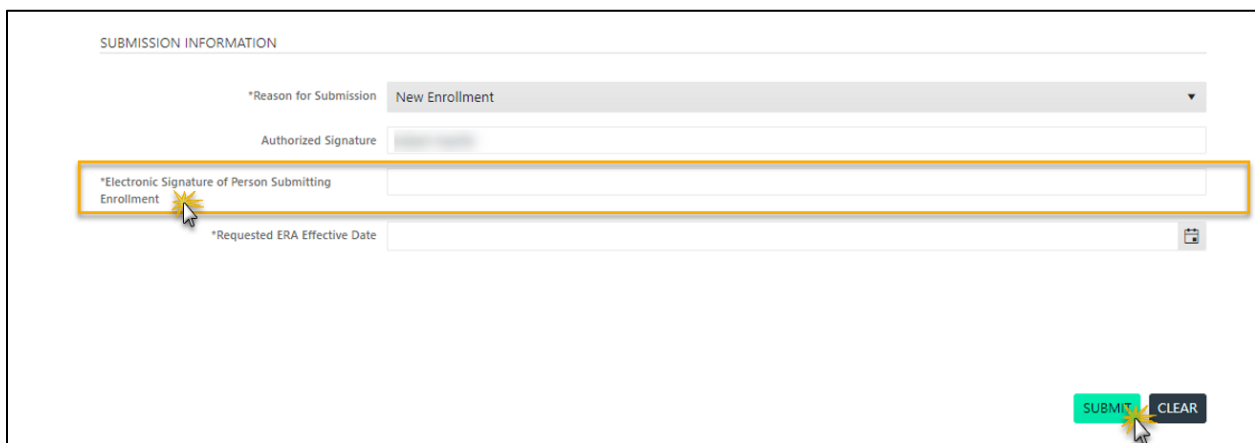 SUBMISSION INFORMATION
*Reason for Submission New Enrollment
Authorized Signature
*Electronic Signature of Person Submitting
Enrollment
*Requested ERA Effective Date
SUBMIT CLEAR